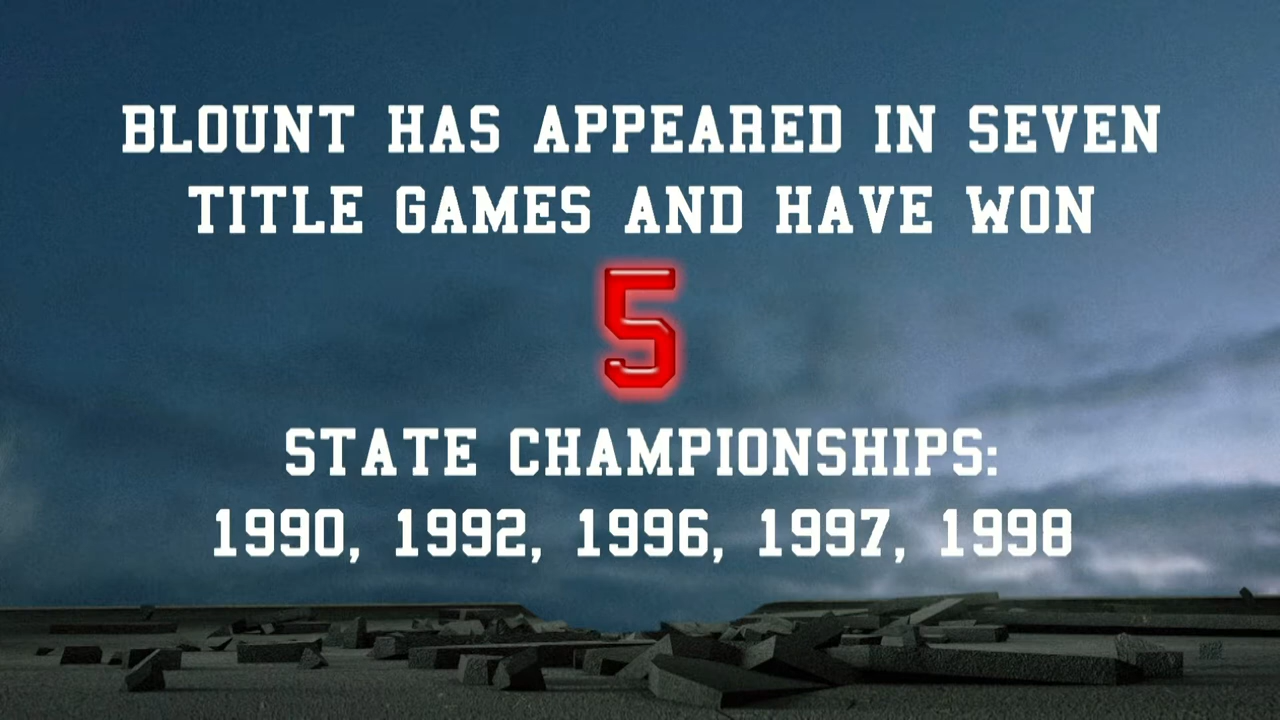 BLOUNT HAS APPEARED IN SEVEN
TITLE GAMES AND HAVE WON
5
STATE CHAMPIONSHIPS:
1990, 1992, 1996, 1997, 1998